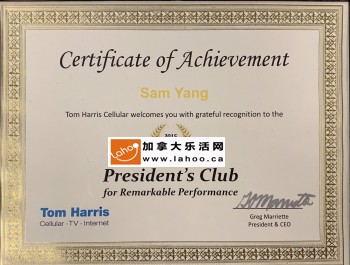 Certificate of Achievement
Sam Yang
Tom Harris Cellular welcomes you with grateful recognition to the
2015
Lahoo
加拿大乐活网
www.lahoo.ca
President's Club
for Remarkable Performance
Tom Harris
Cellular - TV - Internet
Greg Marriette
President & CEO